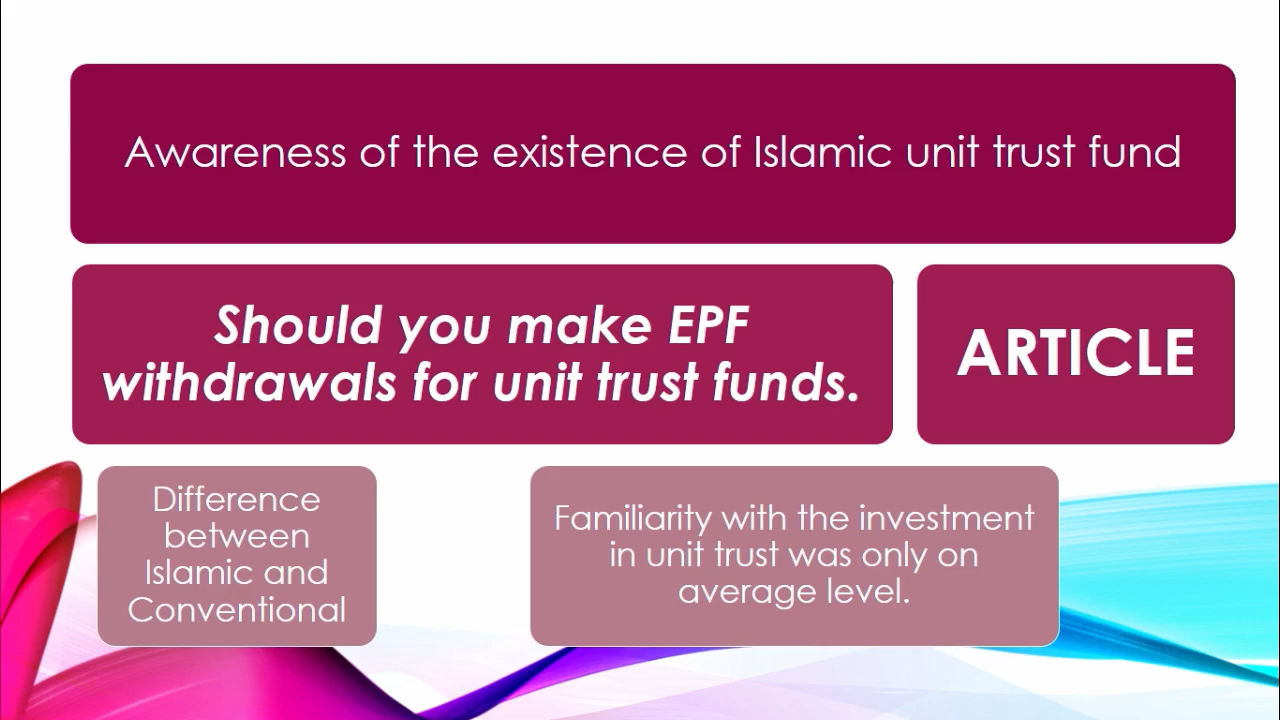 Awareness of the existence of Islamic unit trust fund
Should you make EPF
withdrawals for unit trust funds.
ARTICLE
Difference
between
Islamic and
Conventional
Familiarity with the investment
in unit trust was only on
average level.